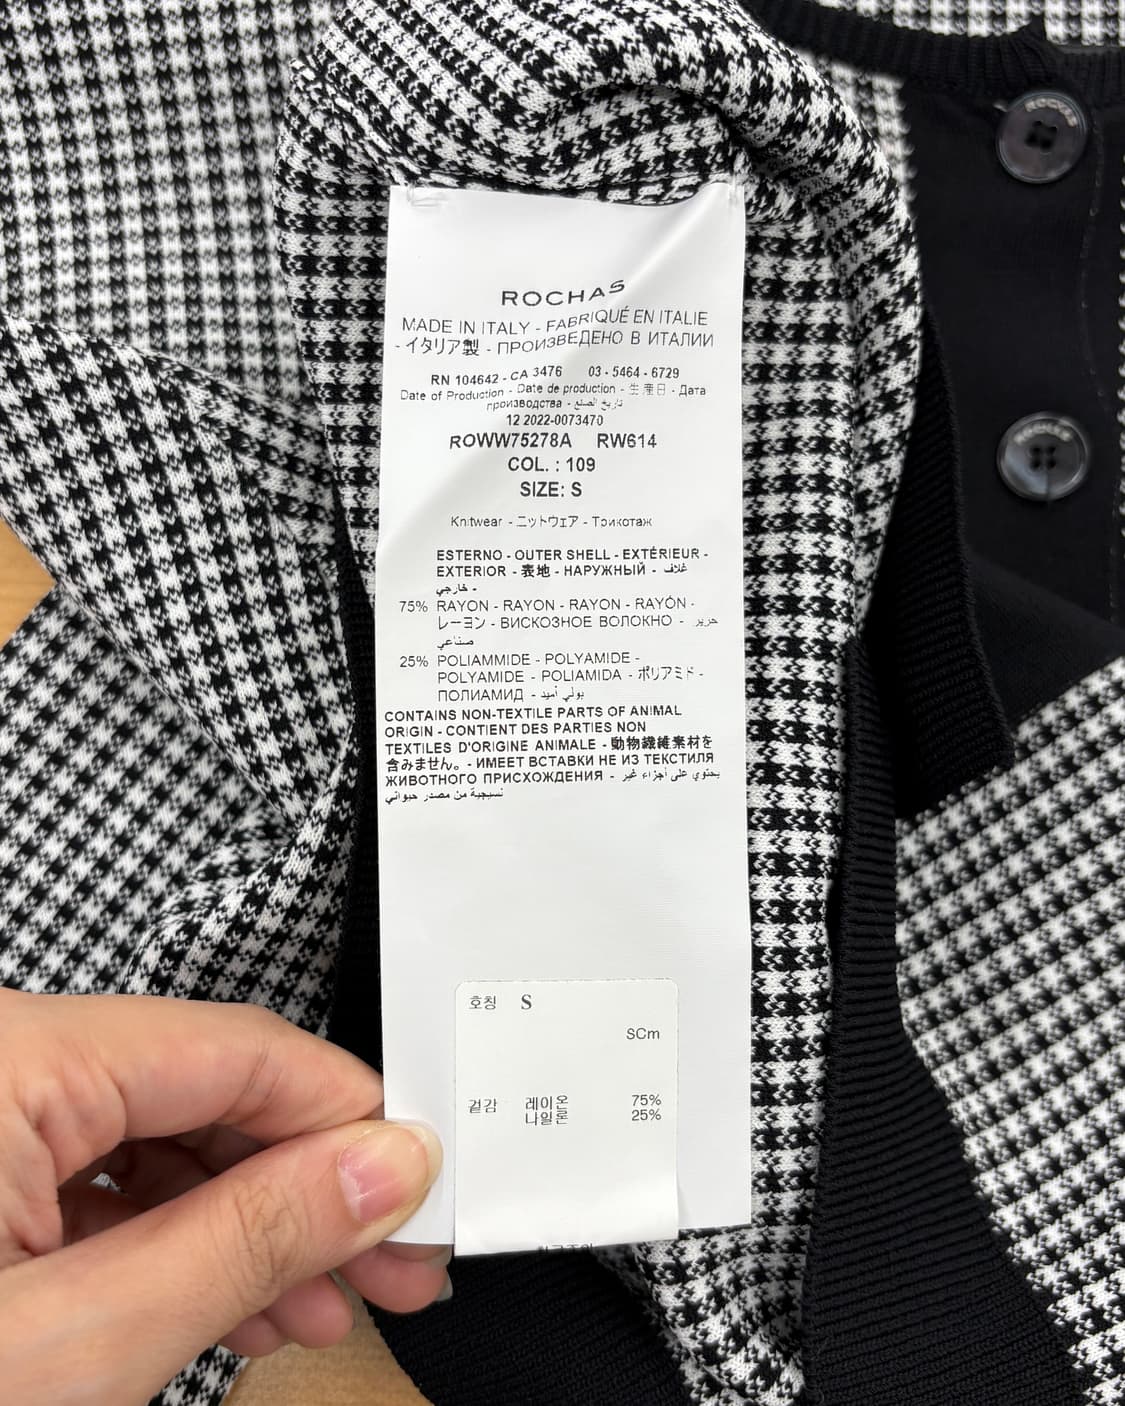 ROCHAS
ROCHAS
ROCHAS
MADE IN ITALY - FABRIQUÉ EN ITALIE
- イタリア製 - ПРОИЗВЕДЕНО В ИТАЛИИ
RN 104642 - CA 3476 03 - 5464 - 6729
Date of Production - Date de production - 生産日 - Дата
производства - تاريخ الصنع
12 2022-0073470
ROWW75278A RW614
COL. : 109
SIZE: S
Knitwear - ニットウェア - Трикотаж
ESTERNO - OUTER SHELL - EXTÉRIEUR -
EXTERIOR - 表地 - НАРУЖНЫЙ - غلاف
خارجي -
75% RAYON - RAYON - RAYON - RAYÓN -
レーヨン - ВИСКОЗНОЕ ВОЛОКНО - حرير
صناعي
25% POLIAMMIDE - POLYAMIDE -
POLYAMIDE - POLIAMIDA - ポリアミド -
ПОЛИАМИД - بولي أميد
CONTAINS NON-TEXTILE PARTS OF ANIMAL
ORIGIN - CONTIENT DES PARTIES NON
TEXTILES D'ORIGINE ANIMALE - 動物繊維素材を
含みません。 - ИМЕЕТ ВСТАВКИ НЕ ИЗ ТЕКСТИЛЯ
ЖИВОТНОГО ПРИСХОЖДЕНИЯ - يحتوي على أجزاء غير
نسيجية من مصدر حيواني
호칭 S
SCm
겉감 레이온 75%
나일론 25%